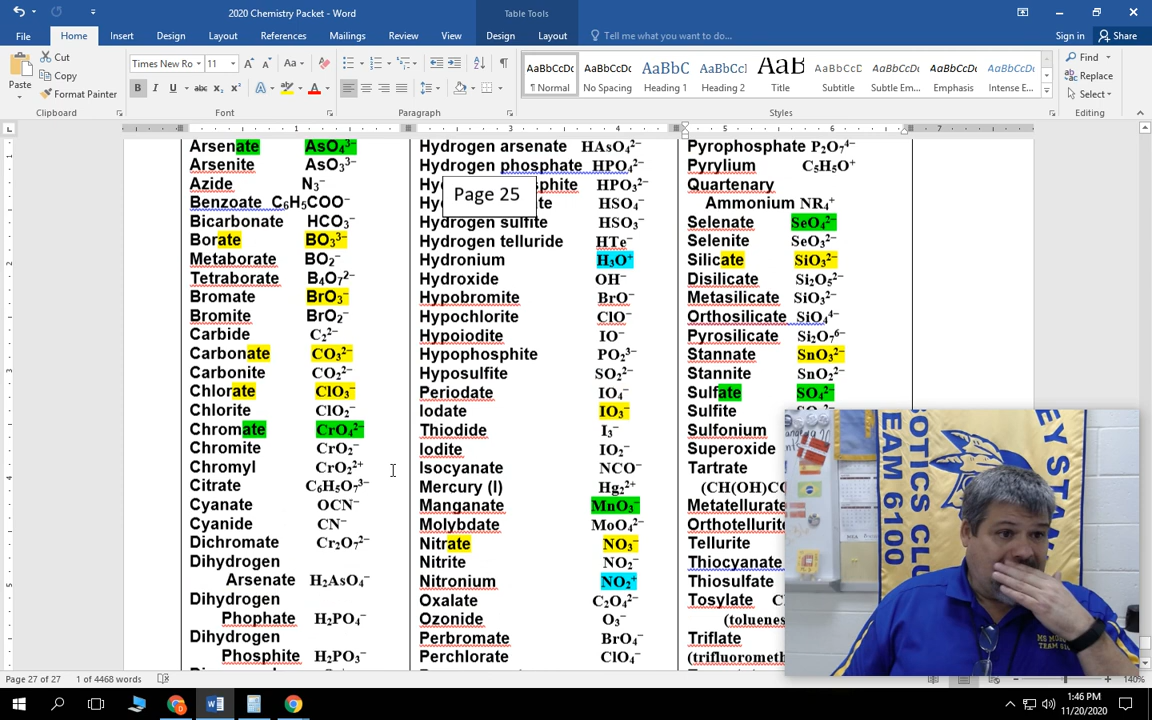 2020 Chemistry Packet - Word
Table Tools
File Home Insert Design Layout References Mailings Review View Design Layout Tell me what you want to do...
Sign in Share
Paste
Cut
Copy
Format Painter
Clipboard
Times New Ro 11
Font
Paragraph
AaBbCcDc AaBbCcDc AaBbC AaBbCcI AaB AaBbCcD AaBbCcDc AaBbCcDc AaBbCcDc
¶ Normal No Spacing Heading 1 Heading 2 Title Subtitle Subtle Em... Emphasis Intense E...
Styles
Find
Replace
Select
Editing
Page 25
Arsenate AsO₄³⁻
Arsenite AsO₃³⁻
Azide N₃⁻
Benzoate C₆H₅COO⁻
Bicarbonate HCO₃⁻
Borate BO₃³⁻
Metaborate BO₂⁻
Tetraborate B₄O₇²⁻
Bromate BrO₃⁻
Bromite BrO₂⁻
Carbide C₂²⁻
Carbonate CO₃²⁻
Carbonite CO₂²⁻
Chlorate ClO₃⁻
Chlorite ClO₂⁻
Chromate CrO₄²⁻
Chromite CrO₂⁻
Chromyl CrO₂²⁺
Citrate C₆H₅O₇³⁻
Cyanate OCN⁻
Cyanide CN⁻
Dichromate Cr₂O₇²⁻
Dihydrogen
Arsenate H₂AsO₄⁻
Dihydrogen
Phophate H₂PO₄⁻
Dihydrogen
Phosphite H₂PO₃⁻
Hydrogen arsenate HAsO₄²⁻
Hydrogen phosphate HPO₄²⁻
HPO₃²⁻
HSO₄⁻
Hydrogen sulfite HSO₃⁻
Hydrogen telluride HTe⁻
Hydronium H₃O⁺
Hydroxide OH⁻
Hypobromite BrO⁻
Hypochlorite ClO⁻
Hypoiodite IO⁻
Hypophosphite PO₂³⁻
Hyposulfite SO₂²⁻
Periodate IO₄⁻
Iodate IO₃⁻
Thiodide I₃⁻
Iodite IO₂⁻
Isocyanate NCO⁻
Mercury (I) Hg₂²⁺
Manganate MnO₃⁻
Molybdate MoO₄²⁻
Nitrate NO₃⁻
Nitrite NO₂⁻
Nitronium NO₂⁺
Oxalate C₂O₄²⁻
Ozonide O₃⁻
Perbromate BrO₄⁻
Perchlorate ClO₄⁻
Pyrophosphate P₂O₇⁴⁻
Pyrylium C₅H₅O⁺
Quartenary
Ammonium NR₄⁺
Selenate SeO₄²⁻
Selenite SeO₃²⁻
Silicate SiO₃²⁻
Disilicate Si₂O₅²⁻
Metasilicate SiO₃²⁻
Orthosilicate SiO₄⁴⁻
Pyrosilicate Si₂O₇⁶⁻
Stannate SnO₃²⁻
Stannite SnO₂²⁻
Sulfate SO₄²⁻
Sulfite
Sulfonium
Superoxide
Tartrate
(CH(OH)CO
Metatellurate
Orthotellurite
Tellurite
Thiocyanate
Thiosulfate
Tosylate
(toluenes
Triflate
(trifluorometh
OTICS CLU
EAM 6100
EY STA
TEAM
Page 27 of 27 1 of 4468 words
140%
1:46 PM
11/20/2020